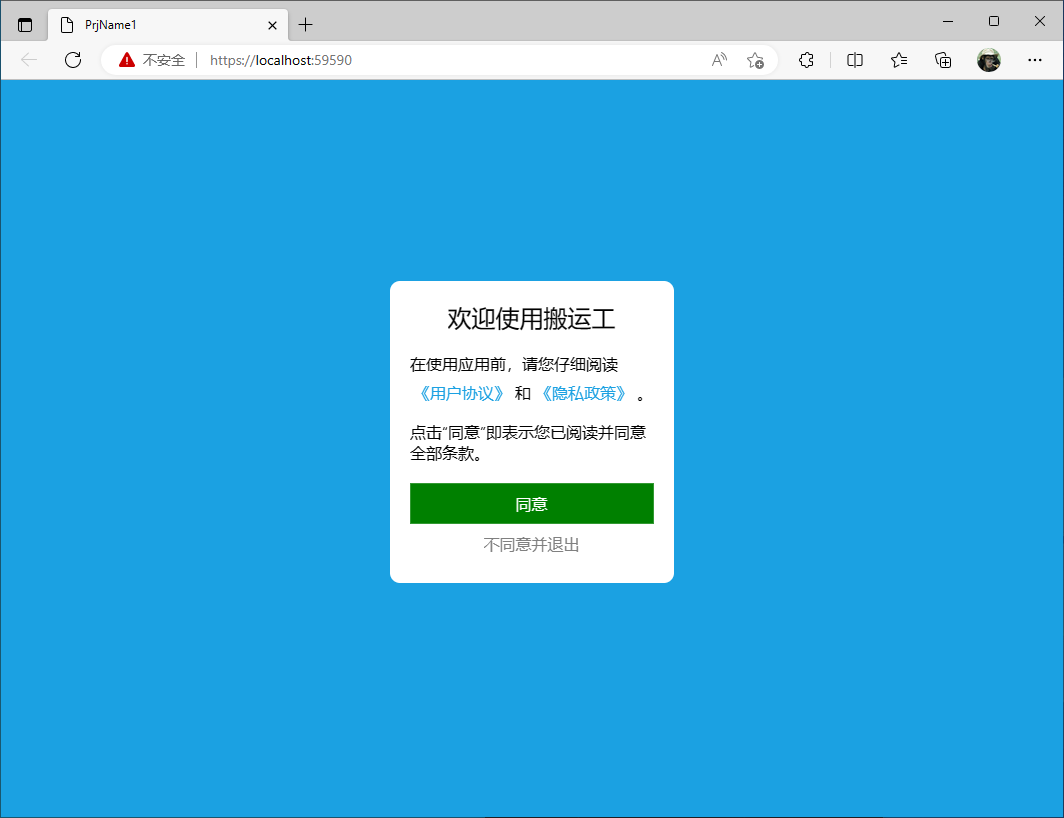 PrjName1
不安全
https://localhost:59590
欢迎使用搬运工
在使用应用前，请您仔细阅读
《用户协议》 和 《隐私政策》 。
点击“同意”即表示您已阅读并同意
全部条款。
同意
不同意并退出